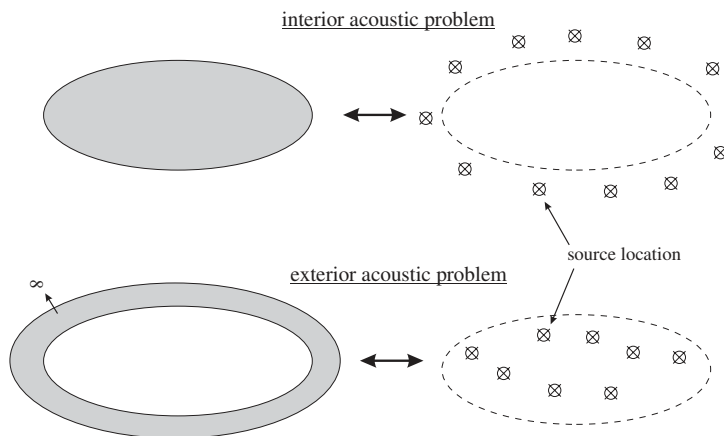 interior acoustic problem
source location
exterior acoustic problem
∞